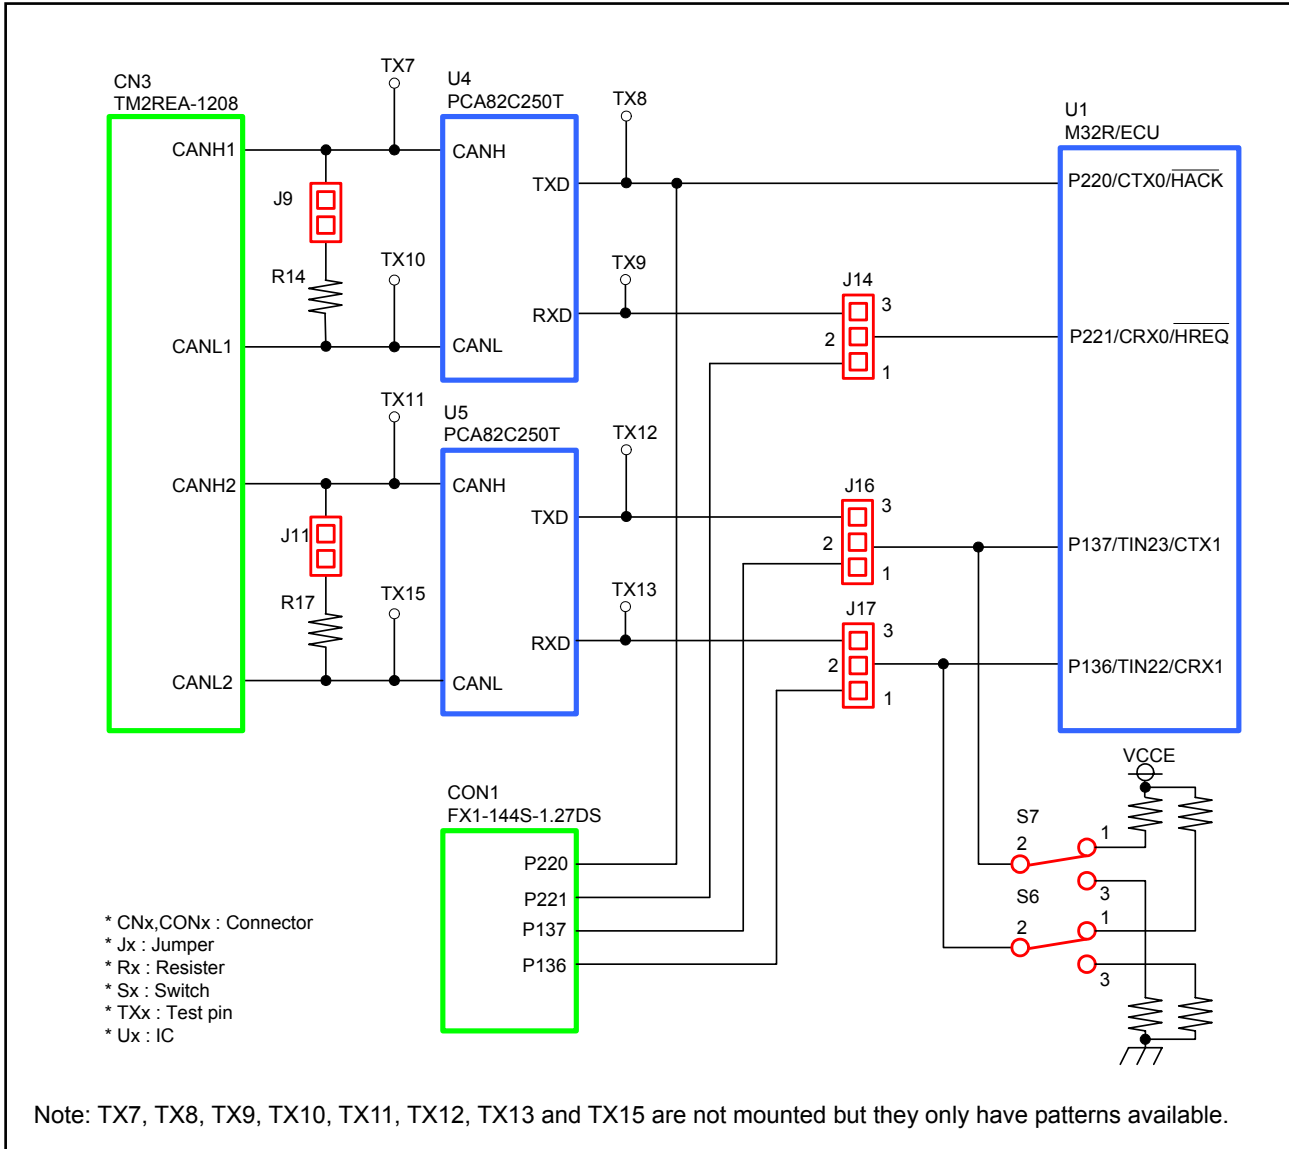 CN3
TM2REA-1208
CANH1
CANL1
CANH2
CANL2
TX7
J9
R14
TX10
TX11
J11
R17
TX15
U4
PCA82C250T
CANH
TXD
RXD
CANL
U5
PCA82C250T
CANH
TXD
RXD
CANL
TX8
TX9
TX12
TX13
J14
3
2
1
J16
3
2
1
J17
3
2
1
U1
M32R/ECU
P220/CTX0/HACK
P221/CRX0/HREQ
P137/TIN23/CTX1
P136/TIN22/CRX1
VCCE
S7
2
1
3
S6
2
1
3
CON1
FX1-144S-1.27DS
P220
P221
P137
P136
* CNx,CONx : Connector
* Jx : Jumper
* Rx : Resister
* Sx : Switch
* TXx : Test pin
* Ux : IC
Note: TX7, TX8, TX9, TX10, TX11, TX12, TX13 and TX15 are not mounted but they only have patterns available.